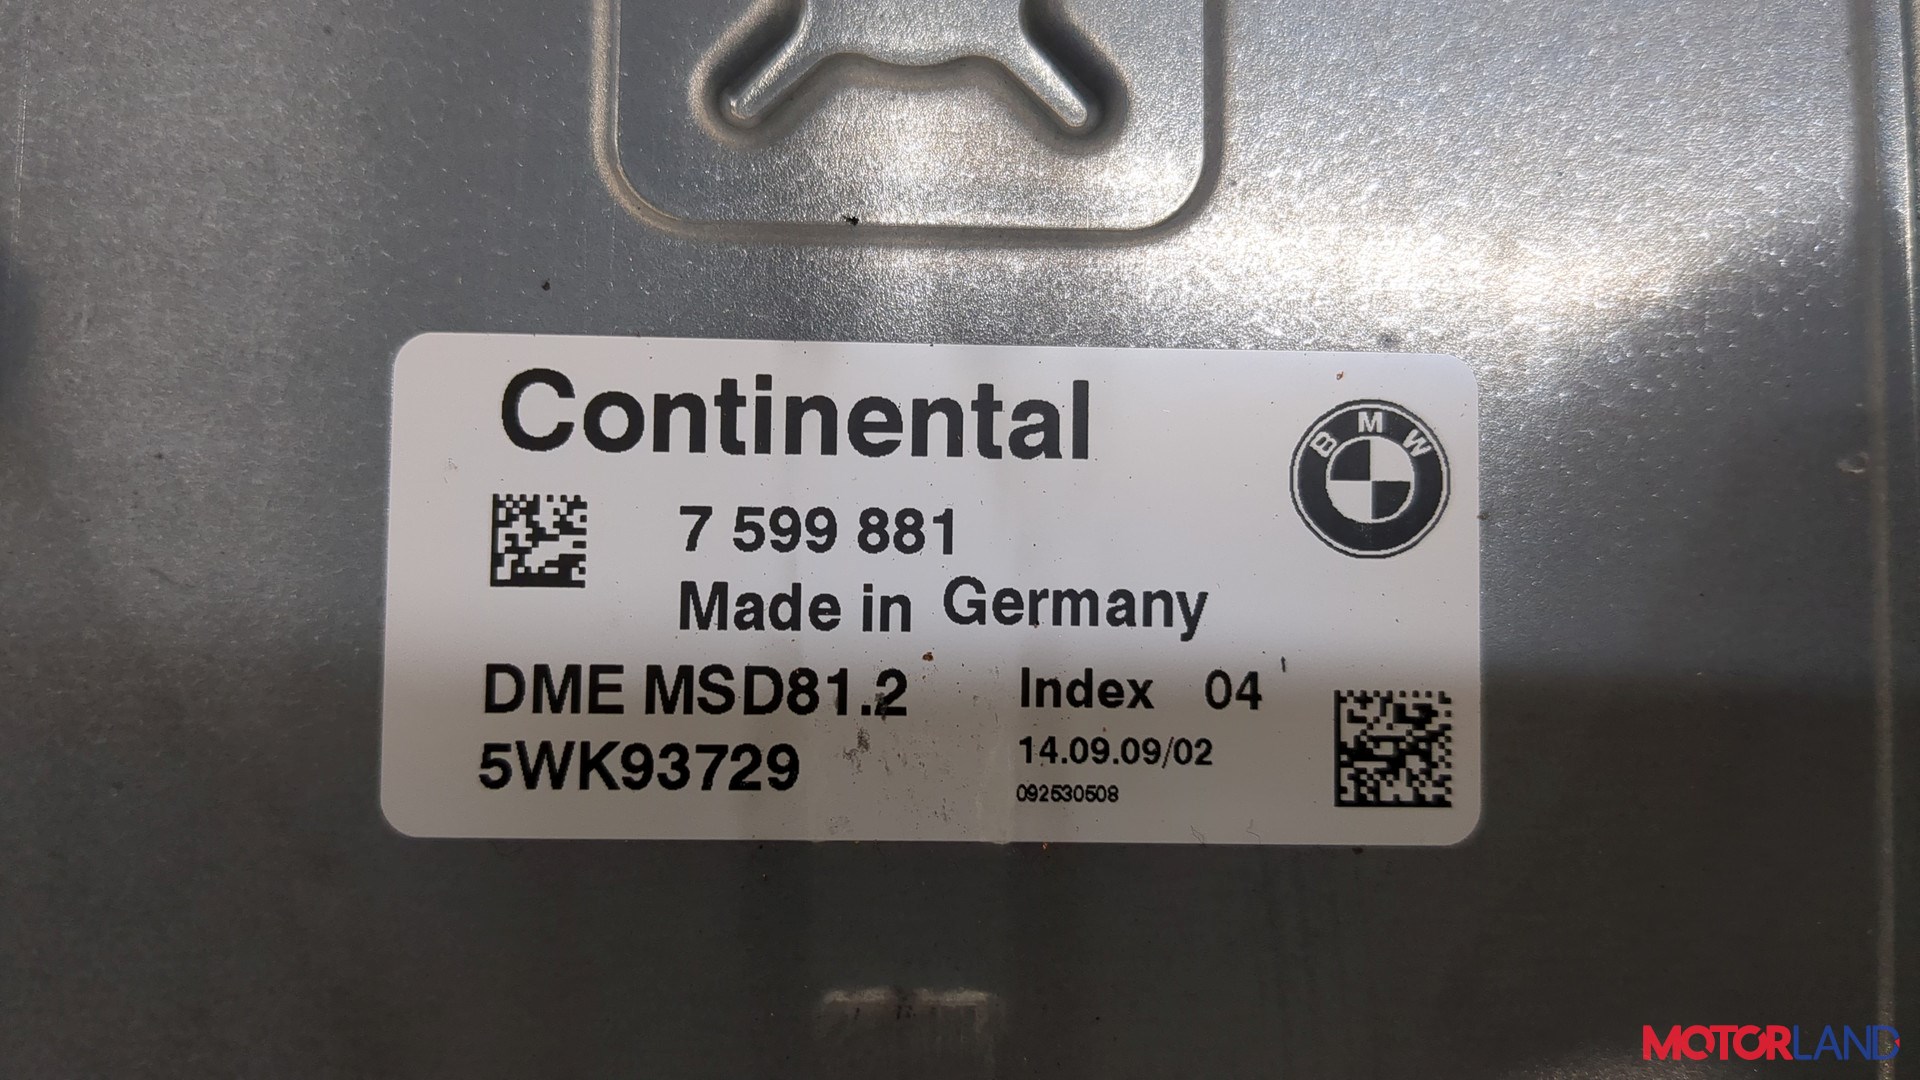 Continental
BMW
7 599 881
Made in Germany
DME MSD81.2 Index 04
5WK93729 14.09.09/02
092530508
MOTORLAND